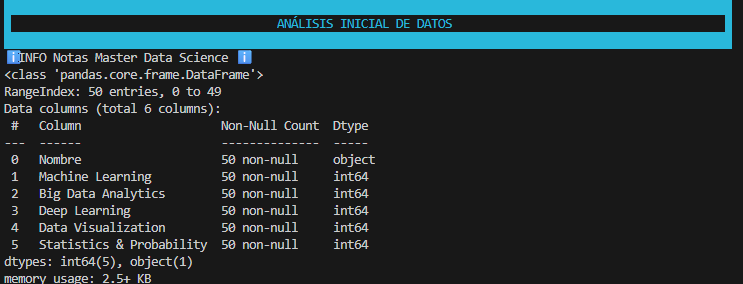 ANÁLISIS INICIAL DE DATOS
ℹ️INFO Notas Master Data Science ℹ️
<class 'pandas.core.frame.DataFrame'>
RangeIndex: 50 entries, 0 to 49
Data columns (total 6 columns):
 #   Column                    Non-Null Count  Dtype
---  ------                    --------------  -----
 0   Nombre                    50 non-null     object
 1   Machine Learning          50 non-null     int64
 2   Big Data Analytics        50 non-null     int64
 3   Deep Learning             50 non-null     int64
 4   Data Visualization        50 non-null     int64
 5   Statistics & Probability  50 non-null     int64
dtypes: int64(5), object(1)
memory usage: 2.5+ KB